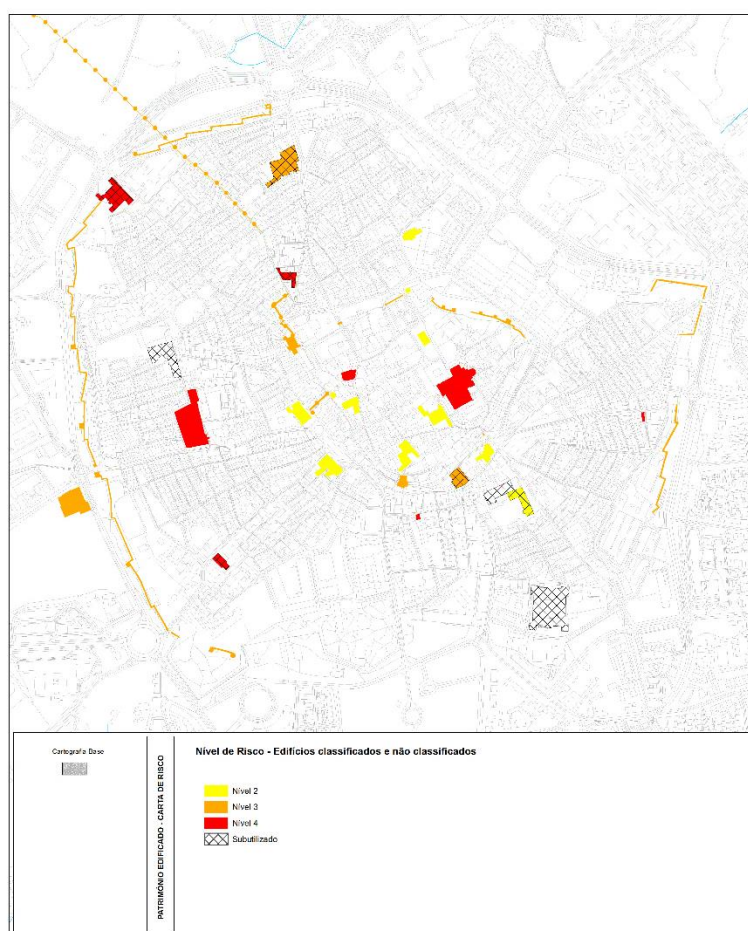 Cartografia Base
PATRIMÓNIO EDIFICADO - CARTA DE RISCO
Nível de Risco - Edifícios classificados e não classificados
Nível 2
Nível 3
Nível 4
Subutilizado